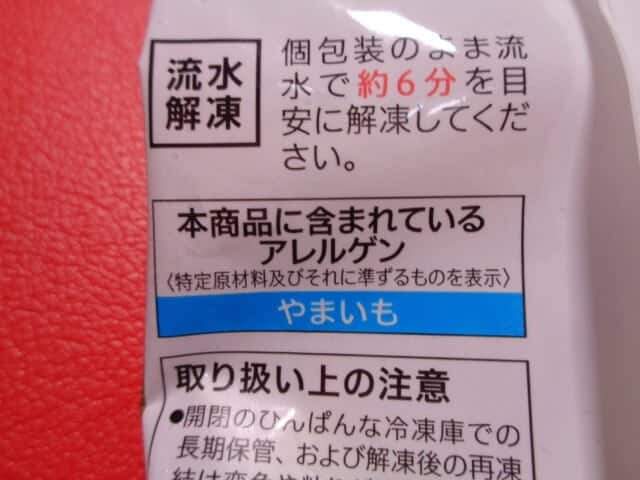 流水
解凍
個包装のまま流
水で約6分を目
安に解凍してくだ
さい。
本商品に含まれている
アレルゲン
〈特定原材料及びそれに準ずるものを表示〉
やまいも
取り扱い上の注意
●開閉のひんぱんな冷凍庫での
長期保管、および解凍後の再凍
結は変色や